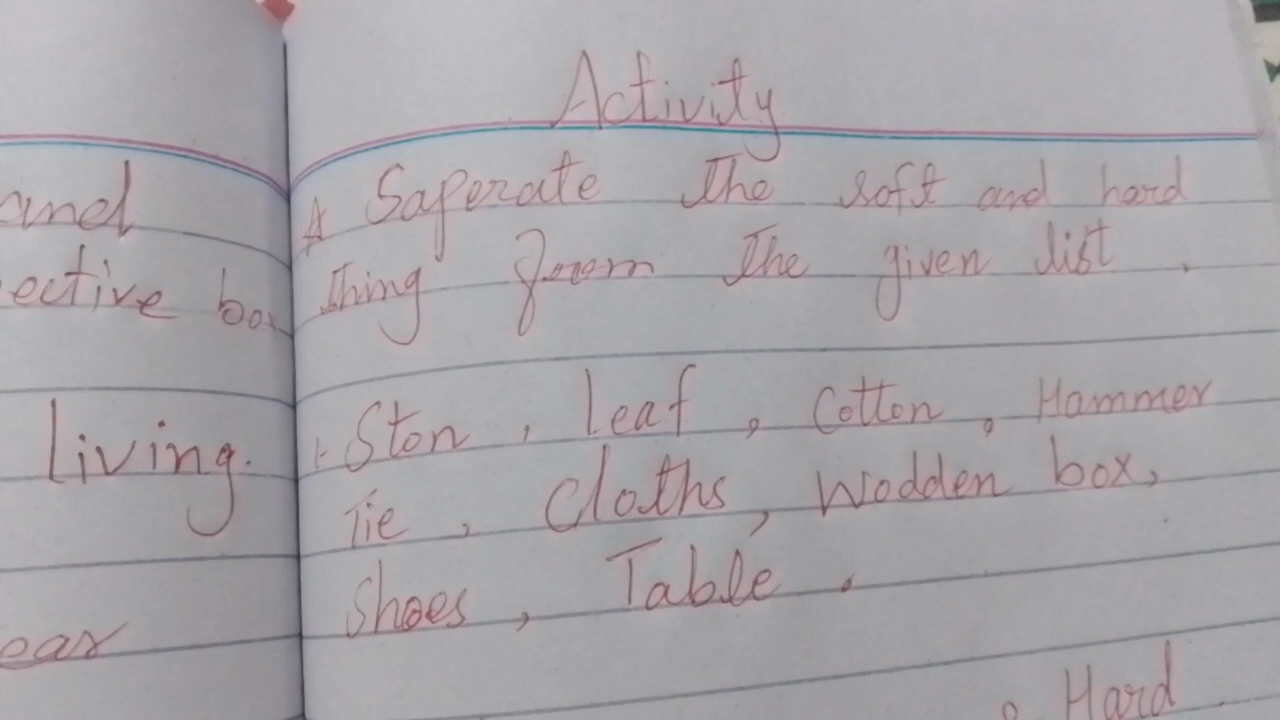 and
ective box
living.
ear
Activity
Saperate The soft and hard
Thing from The given list .
Ston , leaf , Cotton , Hammer
Tie , Cloths , Wodden box,
Shoes , Table .
Hard